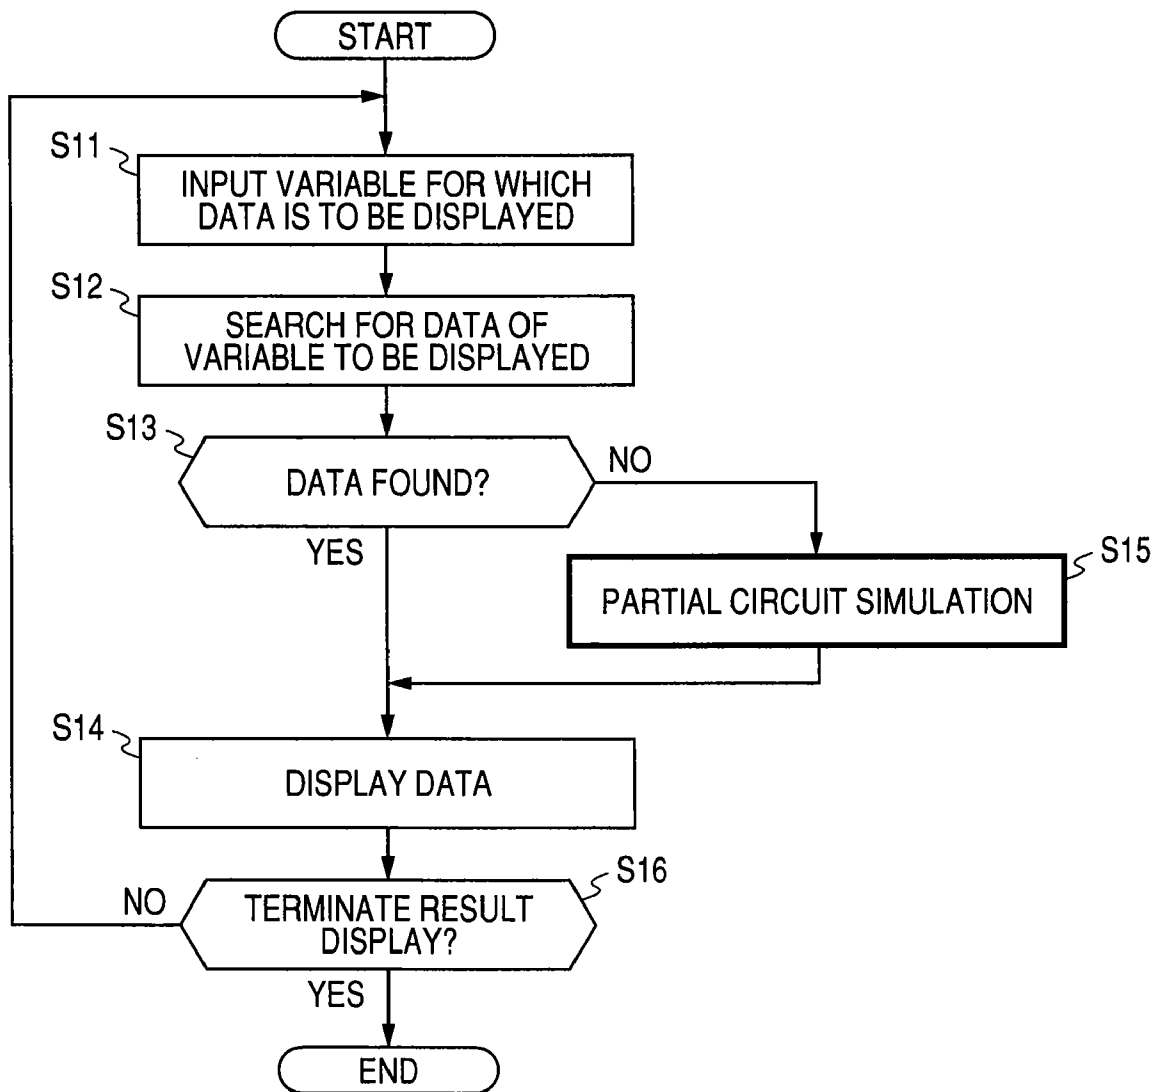 START
S11
INPUT VARIABLE FOR WHICH
DATA IS TO BE DISPLAYED
S12
SEARCH FOR DATA OF
VARIABLE TO BE DISPLAYED
S13
DATA FOUND?
NO
YES
S15
PARTIAL CIRCUIT SIMULATION
S14
DISPLAY DATA
S16
NO
TERMINATE RESULT
DISPLAY?
YES
END